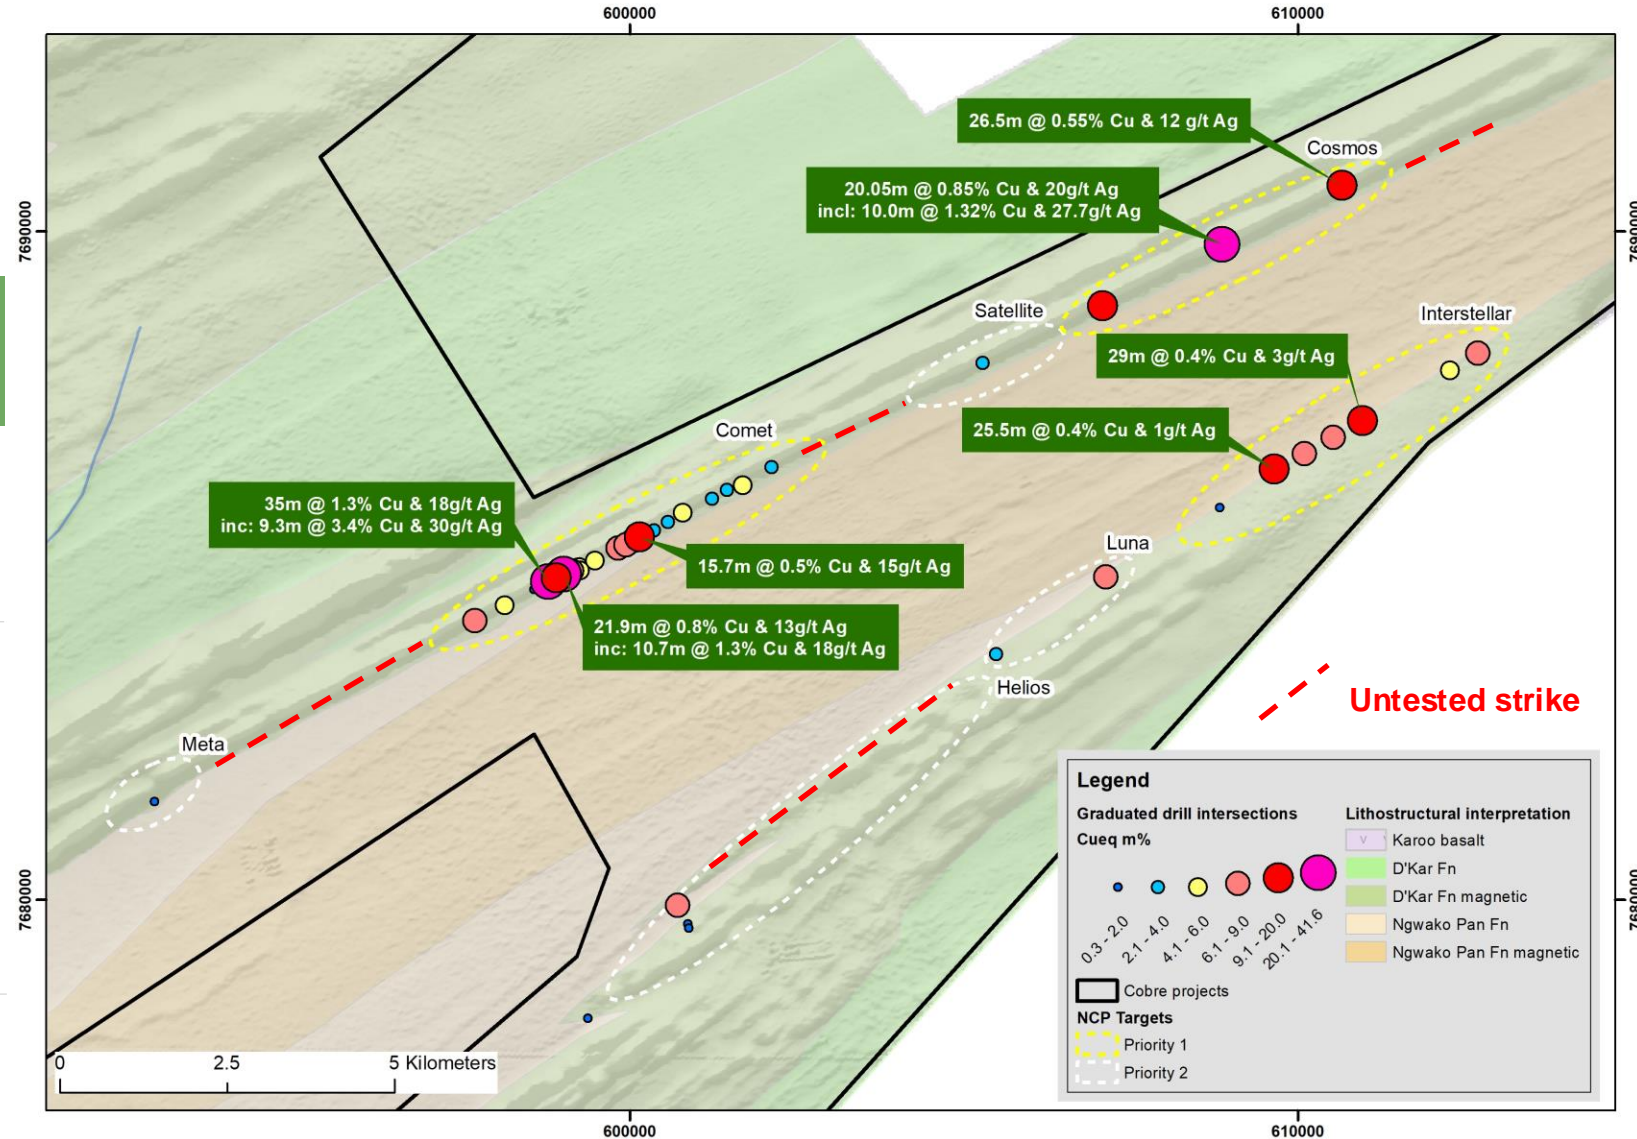 600000
610000
26.5m @ 0.55% Cu & 12 g/t Ag
Cosmos
20.05m @ 0.85% Cu & 20g/t Ag
incl: 10.0m @ 1.32% Cu & 27.7g/t Ag
7690000
7690000
Satellite
Interstellar
29m @ 0.4% Cu & 3g/t Ag
25.5m @ 0.4% Cu & 1g/t Ag
Comet
35m @ 1.3% Cu & 18g/t Ag
inc: 9.3m @ 3.4% Cu & 30g/t Ag
Luna
15.7m @ 0.5% Cu & 15g/t Ag
21.9m @ 0.8% Cu & 13g/t Ag
inc: 10.7m @ 1.3% Cu & 18g/t Ag
Helios
Untested strike
Meta
Legend
Graduated drill intersections
Cueq m%
0.3 - 2.0
2.1 - 4.0
4.1 - 6.0
6.1 - 9.0
9.1 - 20.0
20.1 - 41.6
Lithostructural interpretation
v
Karoo basalt
D'Kar Fn
D'Kar Fn magnetic
Ngwako Pan Fn
Ngwako Pan Fn magnetic
Cobre projects
NCP Targets
Priority 1
Priority 2
7680000
7680000
0 2.5 5 Kilometers
600000
610000